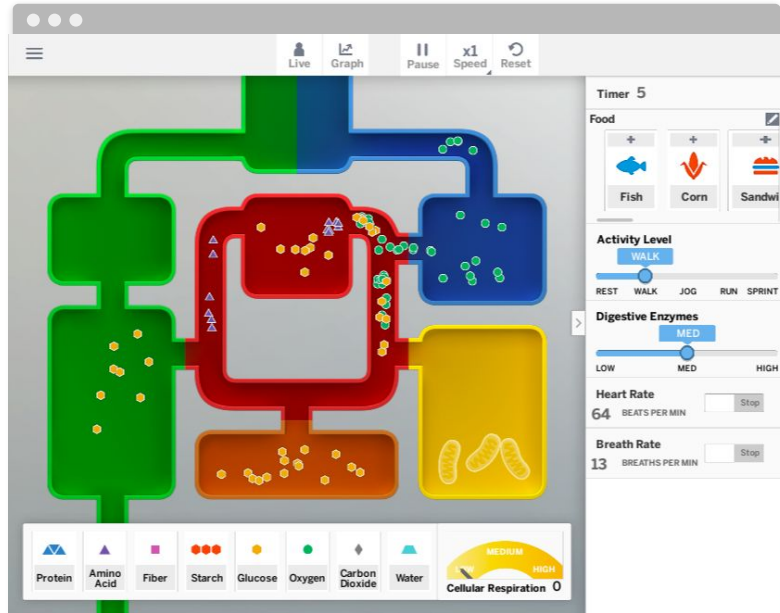 Live
Graph
Pause
x1
Speed
Reset
Timer 5
Food
Fish
Corn
Sandwi
Activity Level
WALK
REST WALK JOG RUN SPRINT
Digestive Enzymes
MED
LOW MED HIGH
Heart Rate
64 BEATS PER MIN
Stop
Breath Rate
13 BREATHS PER MIN
Stop
Protein
Amino
Acid
Fiber
Starch
Glucose
Oxygen
Carbon
Dioxide
Water
LOW MEDIUM HIGH
Cellular Respiration 0